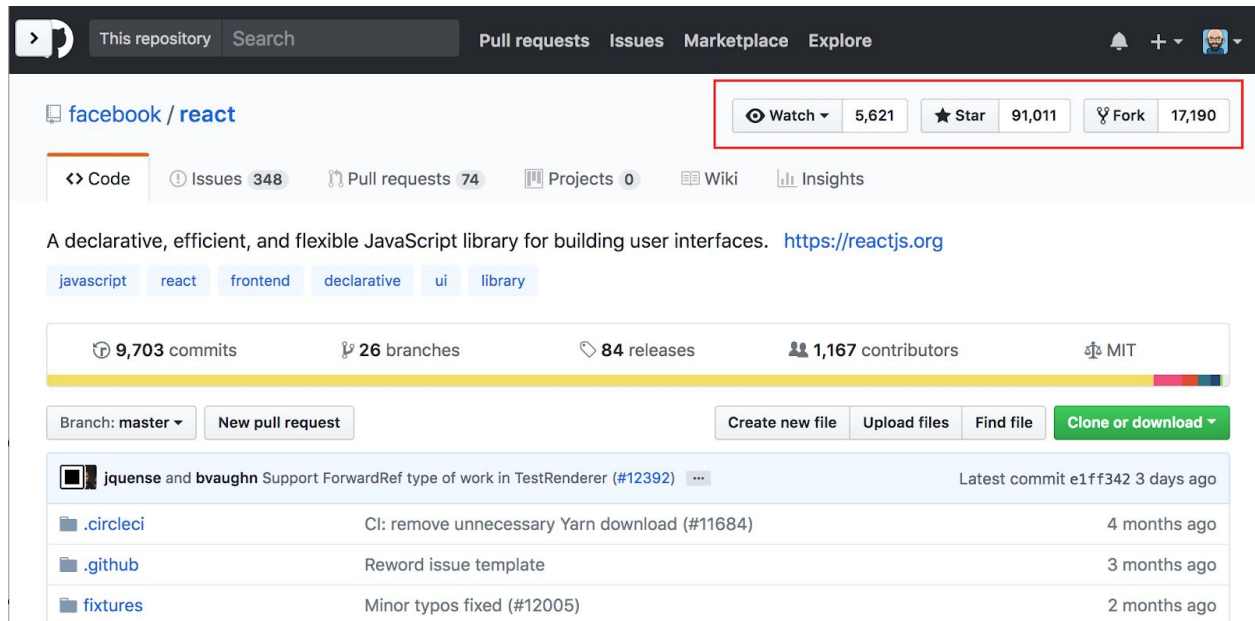 This repository Search Pull requests Issues Marketplace Explore
facebook / react Watch 5,621 Star 91,011 Fork 17,190
<> Code Issues 348 Pull requests 74 Projects 0 Wiki Insights
A declarative, efficient, and flexible JavaScript library for building user interfaces. https://reactjs.org
javascript react frontend declarative ui library
9,703 commits 26 branches 84 releases 1,167 contributors MIT
Branch: master New pull request Create new file Upload files Find file Clone or download
jquense and bvaughn Support ForwardRef type of work in TestRenderer (#12392) ... Latest commit e1ff342 3 days ago
.circleci CI: remove unnecessary Yarn download (#11684) 4 months ago
.github Reword issue template 3 months ago
fixtures Minor typos fixed (#12005) 2 months ago